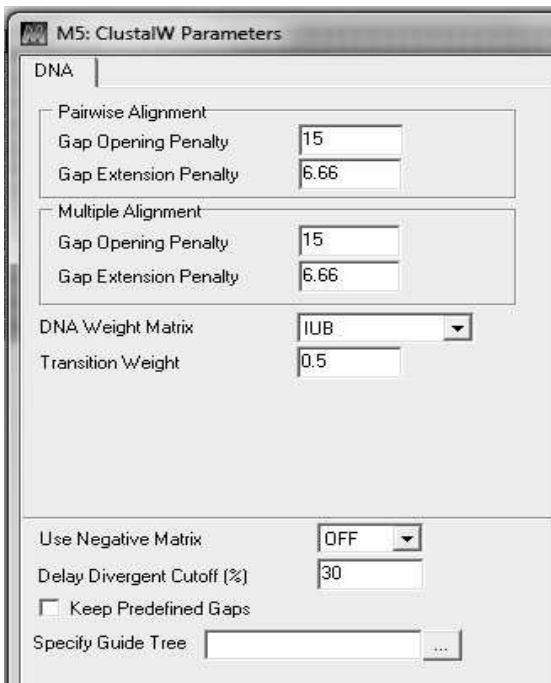 M5: ClustalW Parameters
DNA
Pairwise Alignment
Gap Opening Penalty 15
Gap Extension Penalty 6.66
Multiple Alignment
Gap Opening Penalty 15
Gap Extension Penalty 6.66
DNA Weight Matrix IUB
Transition Weight 0.5
Use Negative Matrix OFF
Delay Divergent Cutoff (%) 30
Keep Predefined Gaps
Specify Guide Tree ...